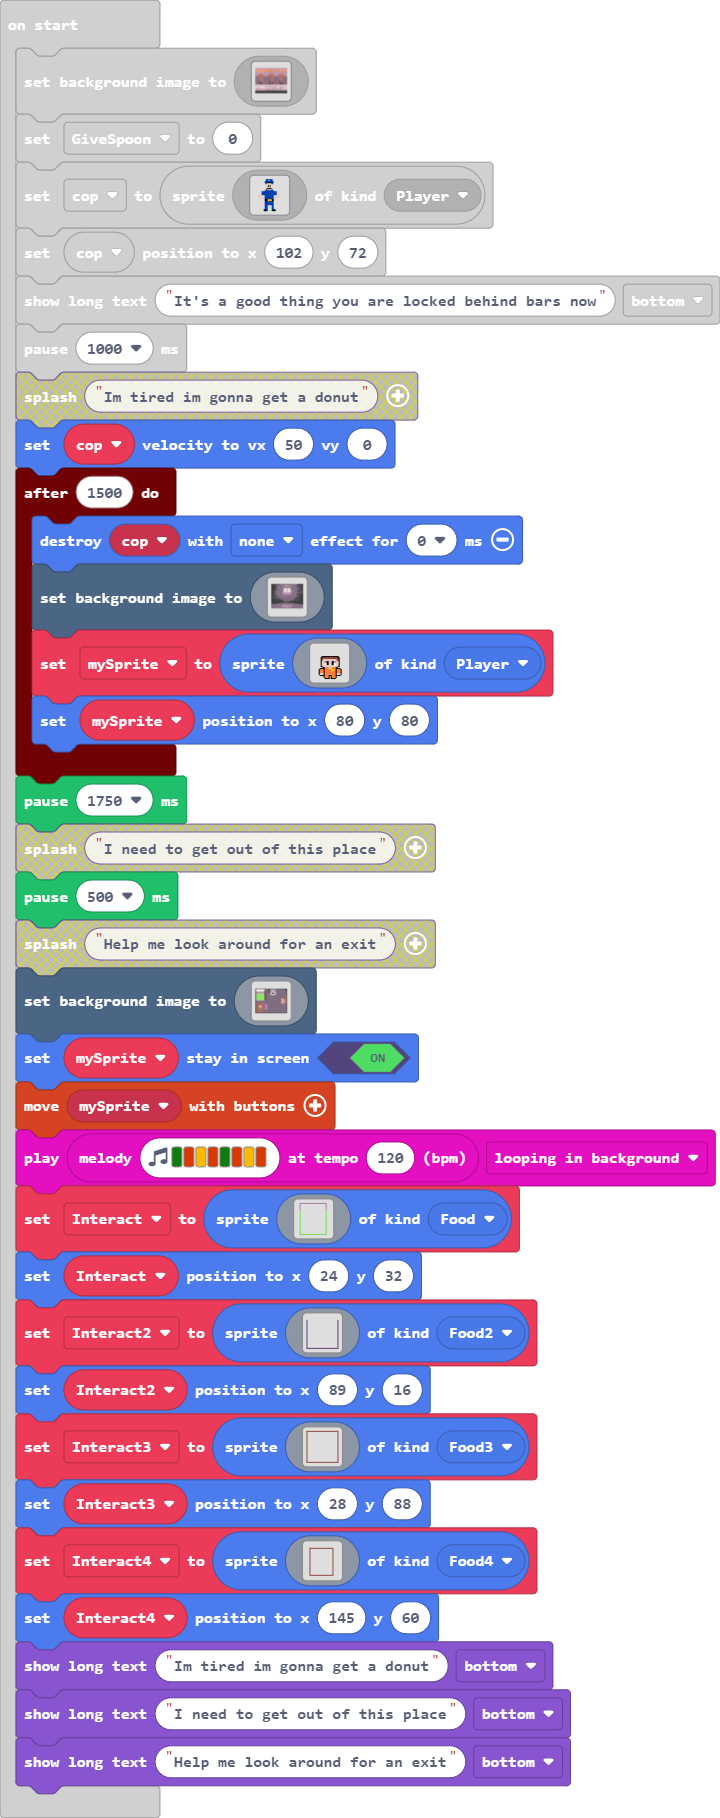 on start
set background image to
set GiveSpoon to 0
set cop to sprite of kind Player
set cop position to x 102 y 72
show long text "It's a good thing you are locked behind bars now" bottom
pause 1000 ms
splash "Im tired im gonna get a donut"
set cop velocity to vx 50 vy 0
after 1500 do
destroy cop with none effect for 0 ms
set background image to
set mySprite to sprite of kind Player
set mySprite position to x 80 y 80
pause 1750 ms
splash "I need to get out of this place"
pause 500 ms
splash "Help me look around for an exit"
set background image to
set mySprite stay in screen ON
move mySprite with buttons
play melody at tempo 120 (bpm) looping in background
set Interact to sprite of kind Food
set Interact position to x 24 y 32
set Interact2 to sprite of kind Food2
set Interact2 position to x 89 y 16
set Interact3 to sprite of kind Food3
set Interact3 position to x 28 y 88
set Interact4 to sprite of kind Food4
set Interact4 position to x 145 y 60
show long text "Im tired im gonna get a donut" bottom
show long text "I need to get out of this place" bottom
show long text "Help me look around for an exit" bottom